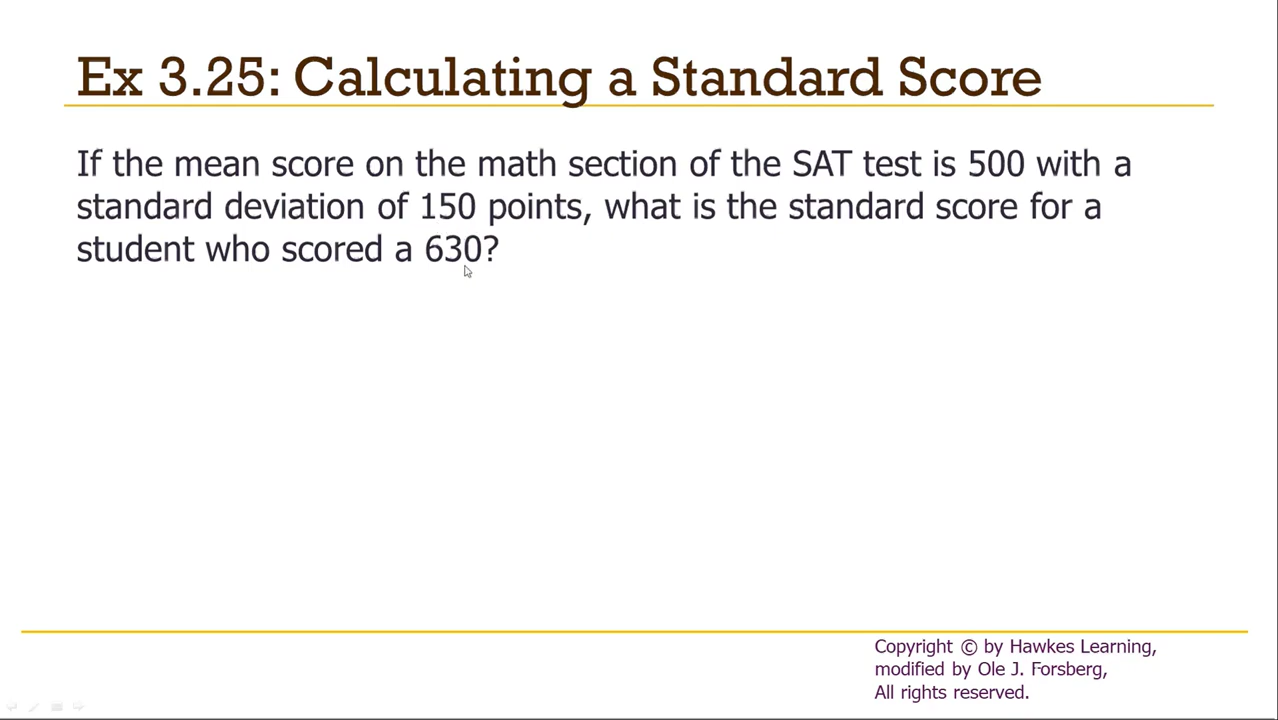 Ex 3.25: Calculating a Standard Score
If the mean score on the math section of the SAT test is 500 with a
standard deviation of 150 points, what is the standard score for a
student who scored a 630?
Copyright © by Hawkes Learning,
modified by Ole J. Forsberg,
All rights reserved.